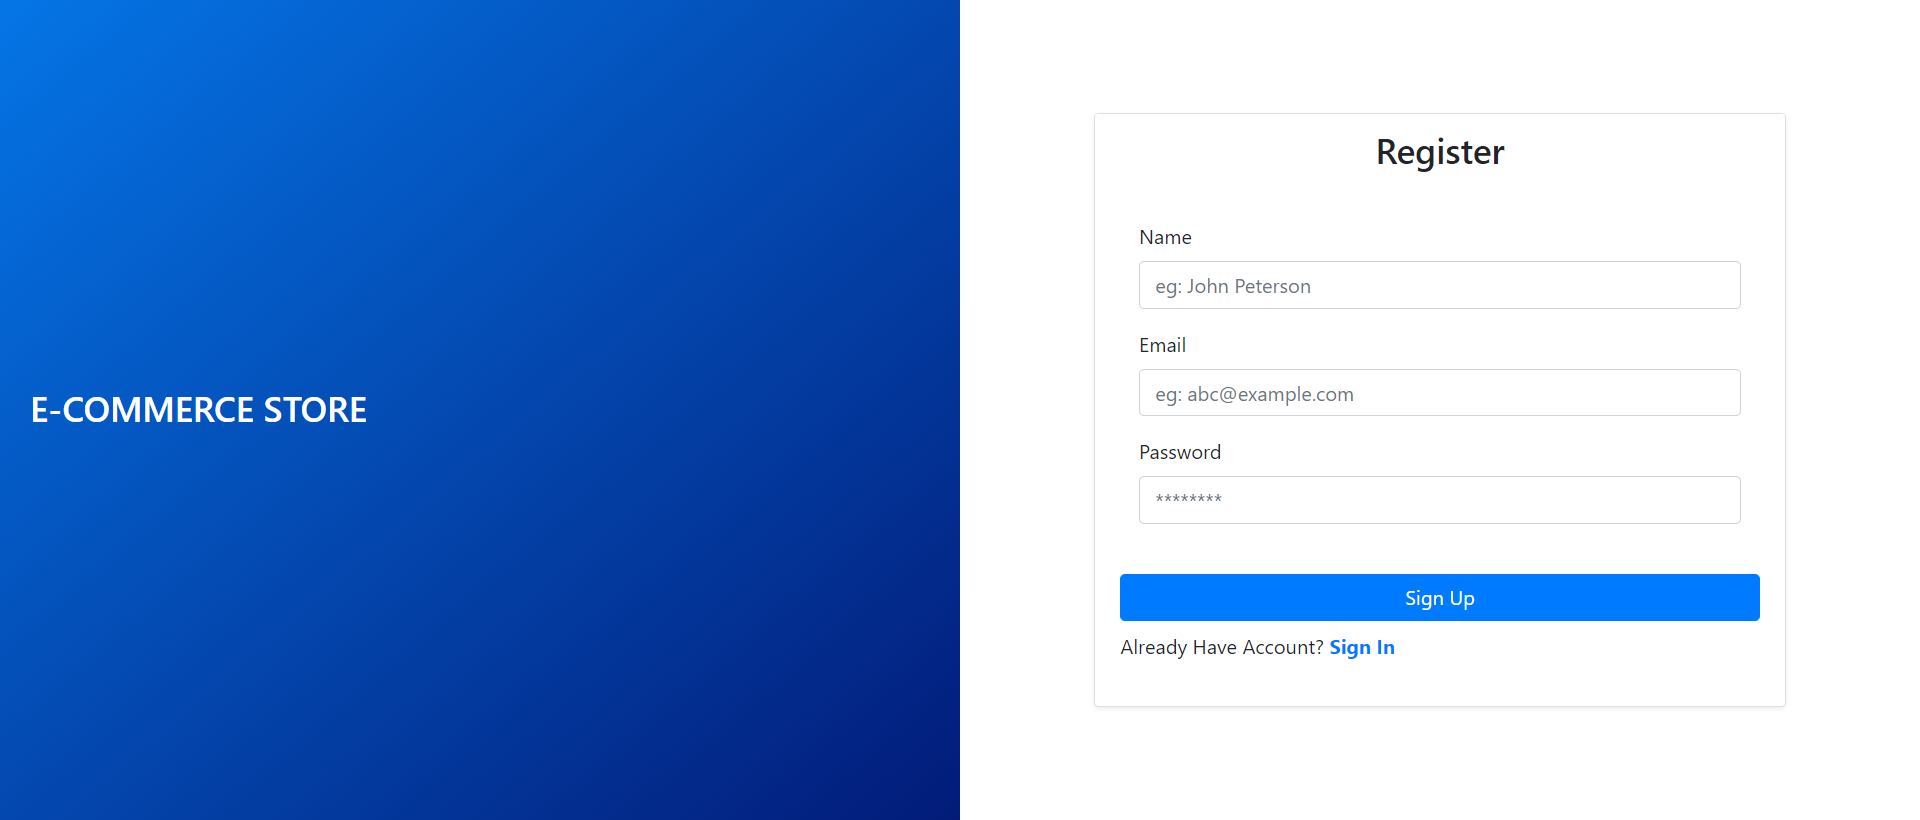 E-COMMERCE STORE
Register
Name
eg: John Peterson
Email
eg: abc@example.com
Password
********
Sign Up
Already Have Account? Sign In